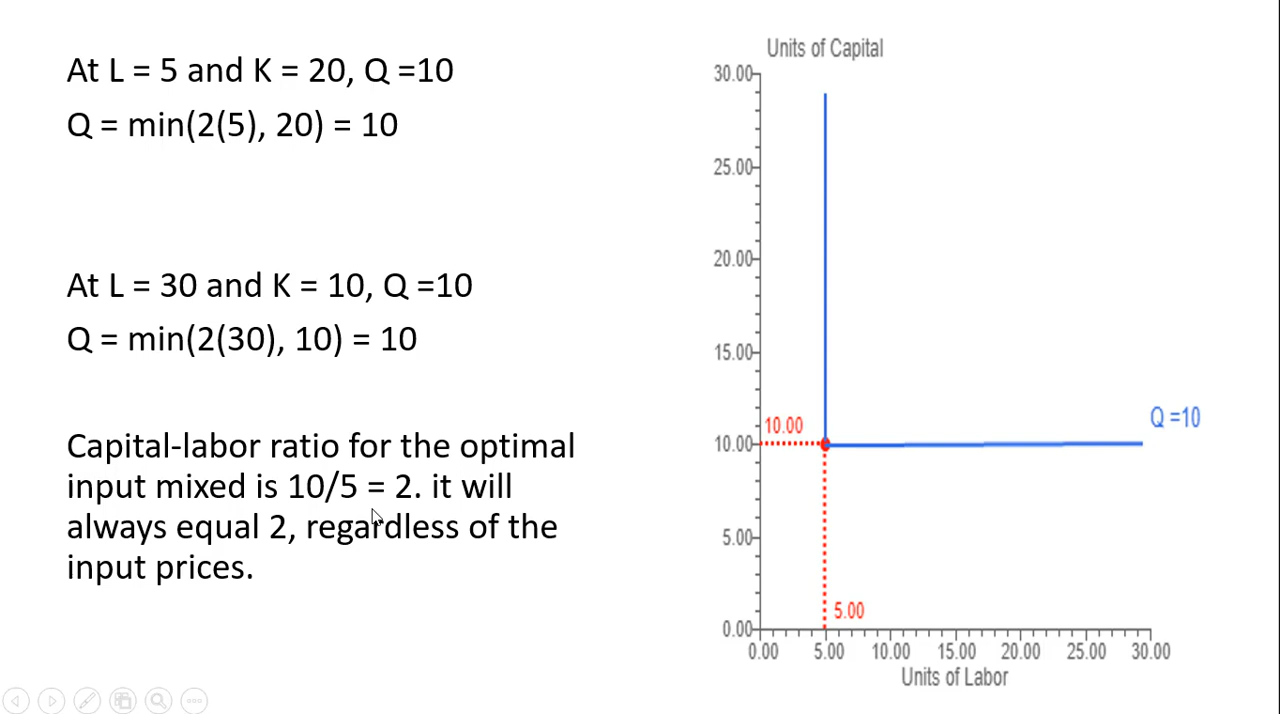 At L = 5 and K = 20, Q =10
Q = min(2(5), 20) = 10
At L = 30 and K = 10, Q =10
Q = min(2(30), 10) = 10
Capital-labor ratio for the optimal
input mixed is 10/5 = 2. it will
always equal 2, regardless of the
input prices.
Units of Capital
30.00
25.00
20.00
15.00
10.00
10.00
Q =10
5.00
5.00
0.00
0.00 5.00 10.00 15.00 20.00 25.00 30.00
Units of Labor